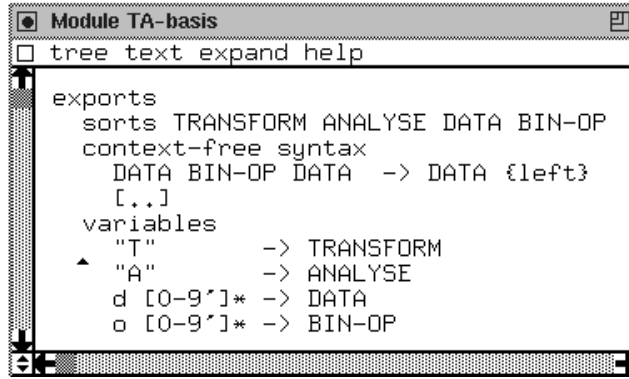 Module TA-basis
tree text expand help
exports
sorts TRANSFORM ANALYSE DATA BIN-OP
context-free syntax
DATA BIN-OP DATA -> DATA {left}
[..]
variables
"T" -> TRANSFORM
"A" -> ANALYSE
d [0-9']* -> DATA
o [0-9']* -> BIN-OP